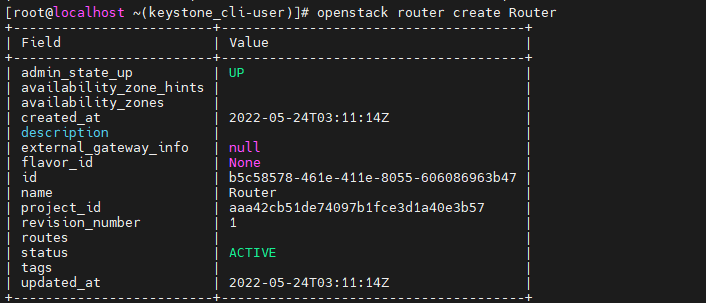 [root@localhost ~(keystone_cli-user)]# openstack router create Router
+-------------------------+--------------------------------------+
| Field | Value |
+-------------------------+--------------------------------------+
| admin_state_up | UP |
| availability_zone_hints | |
| availability_zones | |
| created_at | 2022-05-24T03:11:14Z |
| description | |
| external_gateway_info | null |
| flavor_id | None |
| id | b5c58578-461e-411e-8055-606086963b47 |
| name | Router |
| project_id | aaa42cb51de74097b1fce3d1a40e3b57 |
| revision_number | 1 |
| routes | |
| status | ACTIVE |
| tags | |
| updated_at | 2022-05-24T03:11:14Z |
+-------------------------+--------------------------------------+